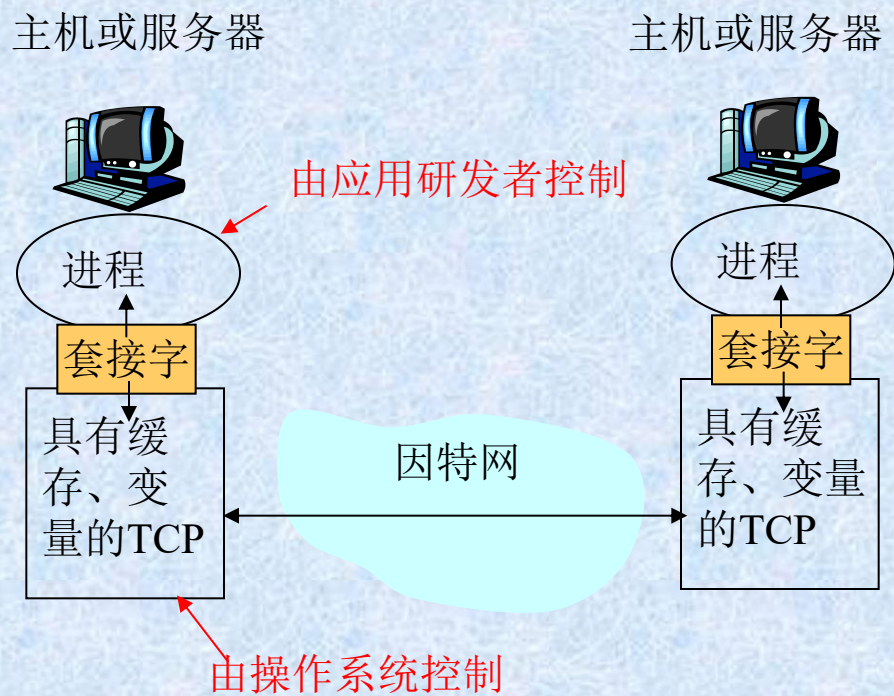 主机或服务器
主机或服务器
由应用研发者控制
进程
进程
套接字
套接字
具有缓
存、变
量的TCP
因特网
具有缓
存、变量
的TCP
由操作系统控制